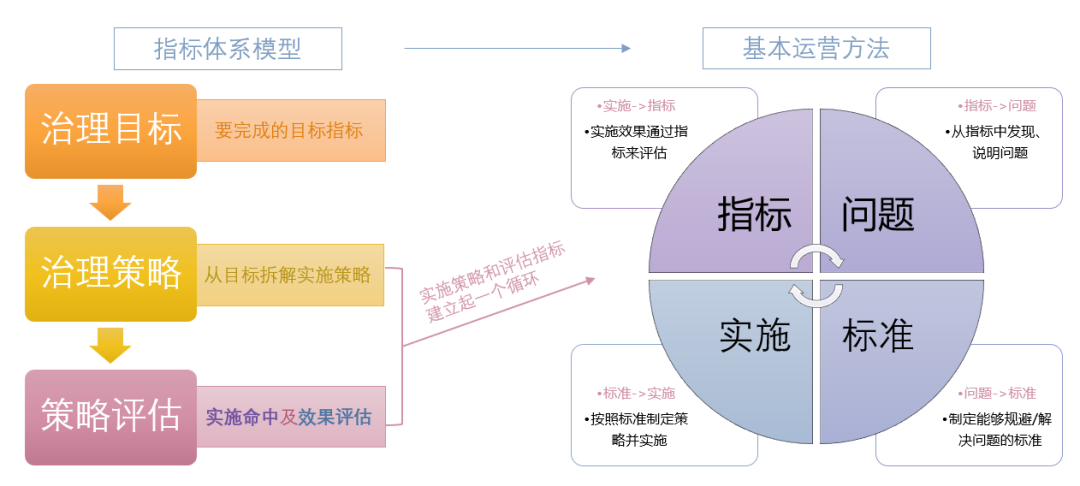 指标体系模型
基本运营方法
治理目标
要完成的目标指标
治理策略
从目标拆解实施策略
策略评估
实施命中及效果评估
实施策略和评估指标
建立起一个循环
•实施->指标
•实施效果通过指
标来评估
•指标->问题
•从指标中发现、
说明问题
指标
问题
实施
标准
•标准->实施
•按照标准制定策
略并实施
•问题->标准
•制定能够规避/解
决问题的标准